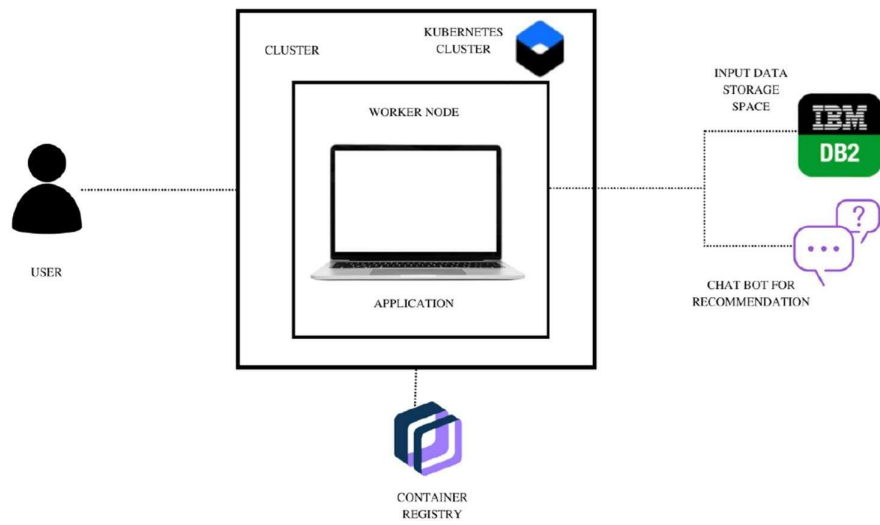 KUBERNETES
CLUSTER
CLUSTER
INPUT DATA
STORAGE
SPACE
WORKER NODE
IBM
DB2
?
USER
CHAT BOT FOR
RECOMMENDATION
APPLICATION
CONTAINER
REGISTRY